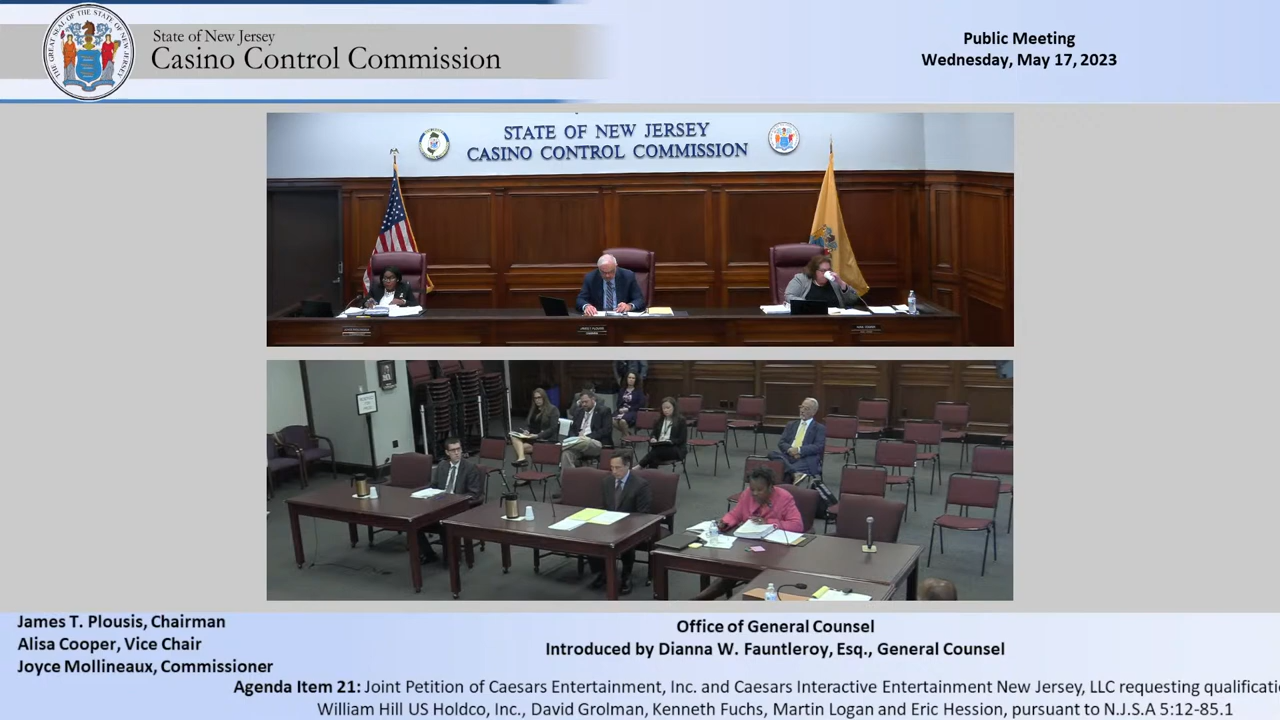 State of New Jersey
Casino Control Commission
Public Meeting
Wednesday, May 17, 2023
STATE OF NEW JERSEY
CASINO CONTROL COMMISSION
James T. Plousis, Chairman
Alisa Cooper, Vice Chair
Joyce Mollineaux, Commissioner
Office of General Counsel
Introduced by Dianna W. Fauntleroy, Esq., General Counsel
Agenda Item 21: Joint Petition of Caesars Entertainment, Inc. and Caesars Interactive Entertainment New Jersey, LLC requesting qualificati
William Hill US Holdco, Inc., David Grolman, Kenneth Fuchs, Martin Logan and Eric Hession, pursuant to N.J.S.A 5:12-85.1